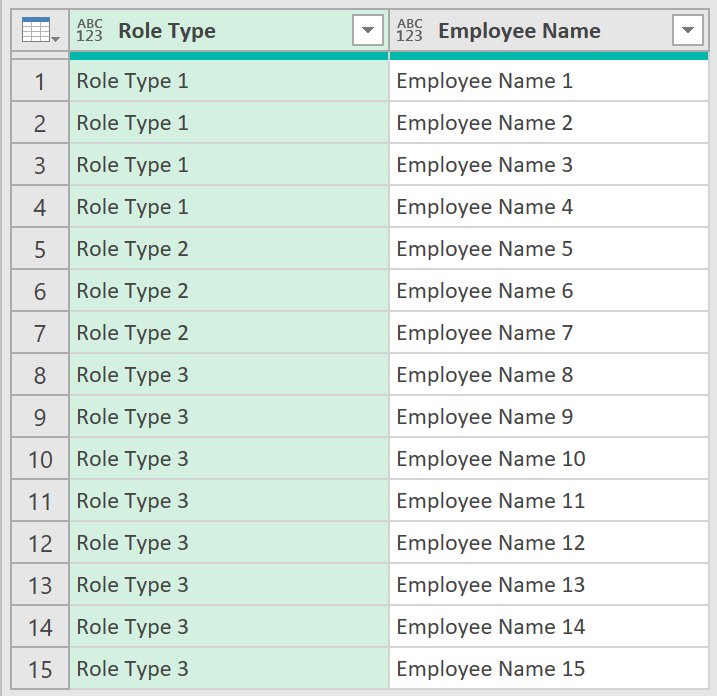 ABC 123 Role Type ABC 123 Employee Name
1 Role Type 1 Employee Name 1
2 Role Type 1 Employee Name 2
3 Role Type 1 Employee Name 3
4 Role Type 1 Employee Name 4
5 Role Type 2 Employee Name 5
6 Role Type 2 Employee Name 6
7 Role Type 2 Employee Name 7
8 Role Type 3 Employee Name 8
9 Role Type 3 Employee Name 9
10 Role Type 3 Employee Name 10
11 Role Type 3 Employee Name 11
12 Role Type 3 Employee Name 12
13 Role Type 3 Employee Name 13
14 Role Type 3 Employee Name 14
15 Role Type 3 Employee Name 15